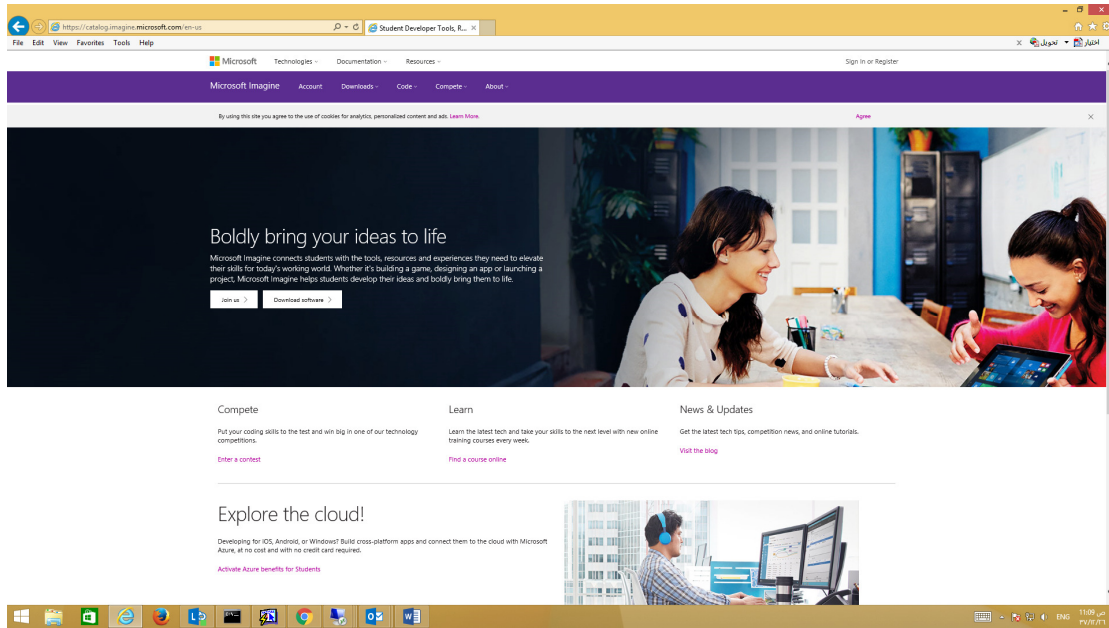 https://catalog.imagine.microsoft.com/en-us
Student Developer Tools, R...
File Edit View Favorites Tools Help
اختيار تحويل
Microsoft Technologies Documentation Resources Sign In or Register
Microsoft Imagine Account Downloads Code Compete About
By using this site you agree to the use of cookies for analytics, personalized content and ads. Learn More. Agree
Boldly bring your ideas to life
Microsoft Imagine connects students with the tools, resources and experiences they need to elevate
their skills for today's working world. Whether it's building a game, designing an app or launching a
project, Microsoft Imagine helps students develop their ideas and boldly bring them to life.
Join us Download software
Compete
Put your coding skills to the test and win big in one of our technology
competitions.
Enter a contest
Learn
Learn the latest tech and take your skills to the next level with new online
training courses every week.
Find a course online
News & Updates
Get the latest tech tips, competition news, and online tutorials.
Visit the blog
Explore the cloud!
Developing for iOS, Android, or Windows? Build cross-platform apps and connect them to the cloud with Microsoft
Azure, at no cost and with no credit card required.
Activate Azure benefits for Students
ENG 11:09 ص